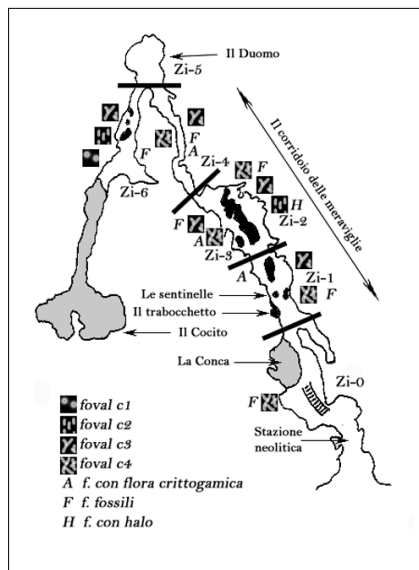 Il Duomo
Zi-5
F
F
A
Zi-4
F
Zi-6
Il corridoio delle meraviglie
H
Zi-2
F
A
Zi-3
A
Zi-1
Le sentinelle
F
Il trabocchetto
Il Cocito
La Conca
Zi-0
foval c1
F
foval c2
Stazione
neolitica
foval c3
foval c4
A f. con flora crittogamica
F f. fossili
H f. con halo